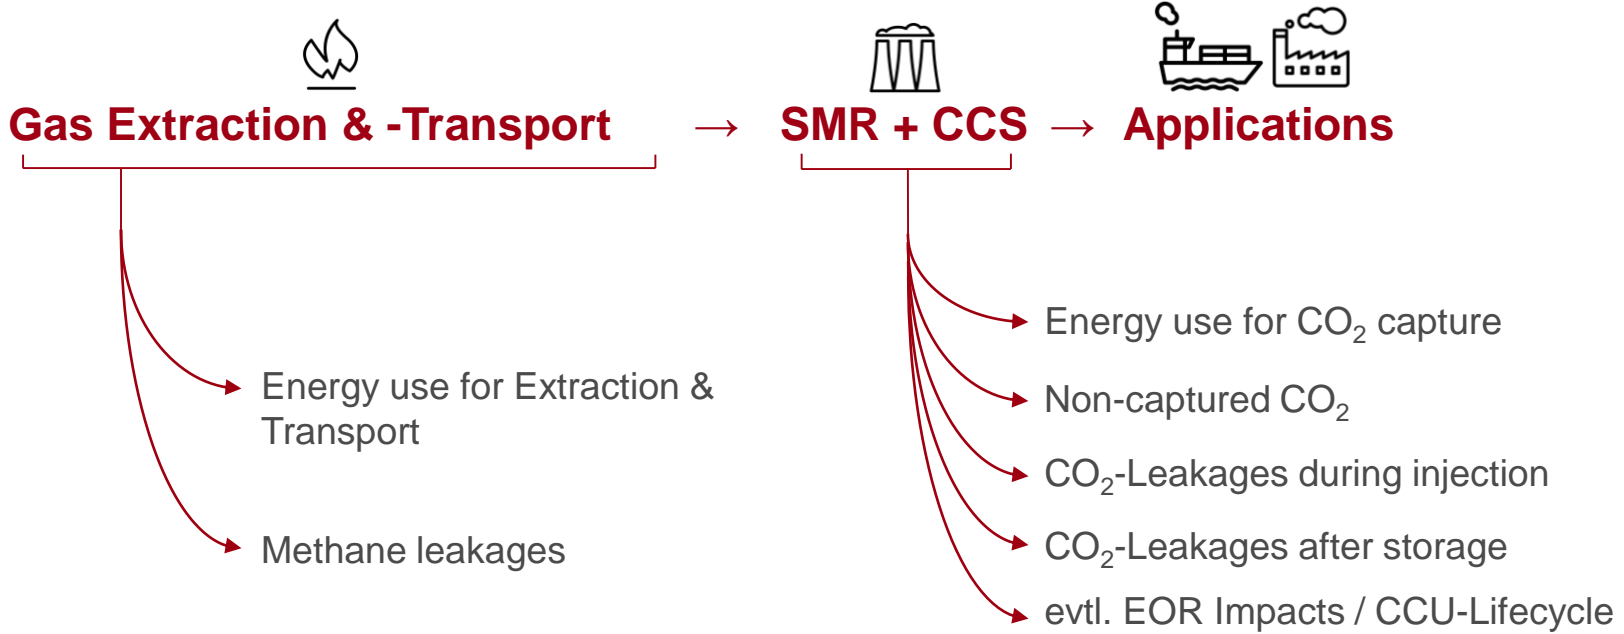 Gas Extraction & -Transport → SMR + CCS → Applications
Energy use for Extraction &
Transport
Methane leakages
Energy use for CO₂ capture
Non-captured CO₂
CO₂-Leakages during injection
CO₂-Leakages after storage
evtl. EOR Impacts / CCU-Lifecycle